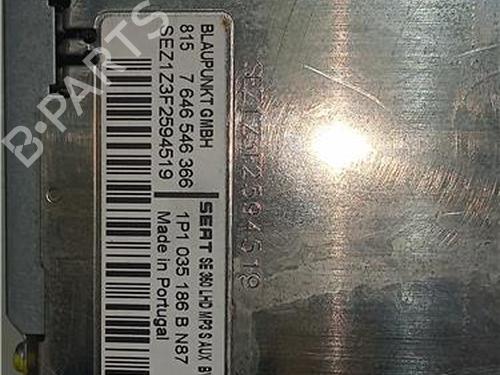 BLAUPUNKT GMBH
815 7 646 546 366
SEZ1Z3F2594519
SEAT SE 360 LHD MP3 S AUX BV
1P1 035 186 B N87
Made in Portugal
SEZ1Z3F2594519
B-PARTS